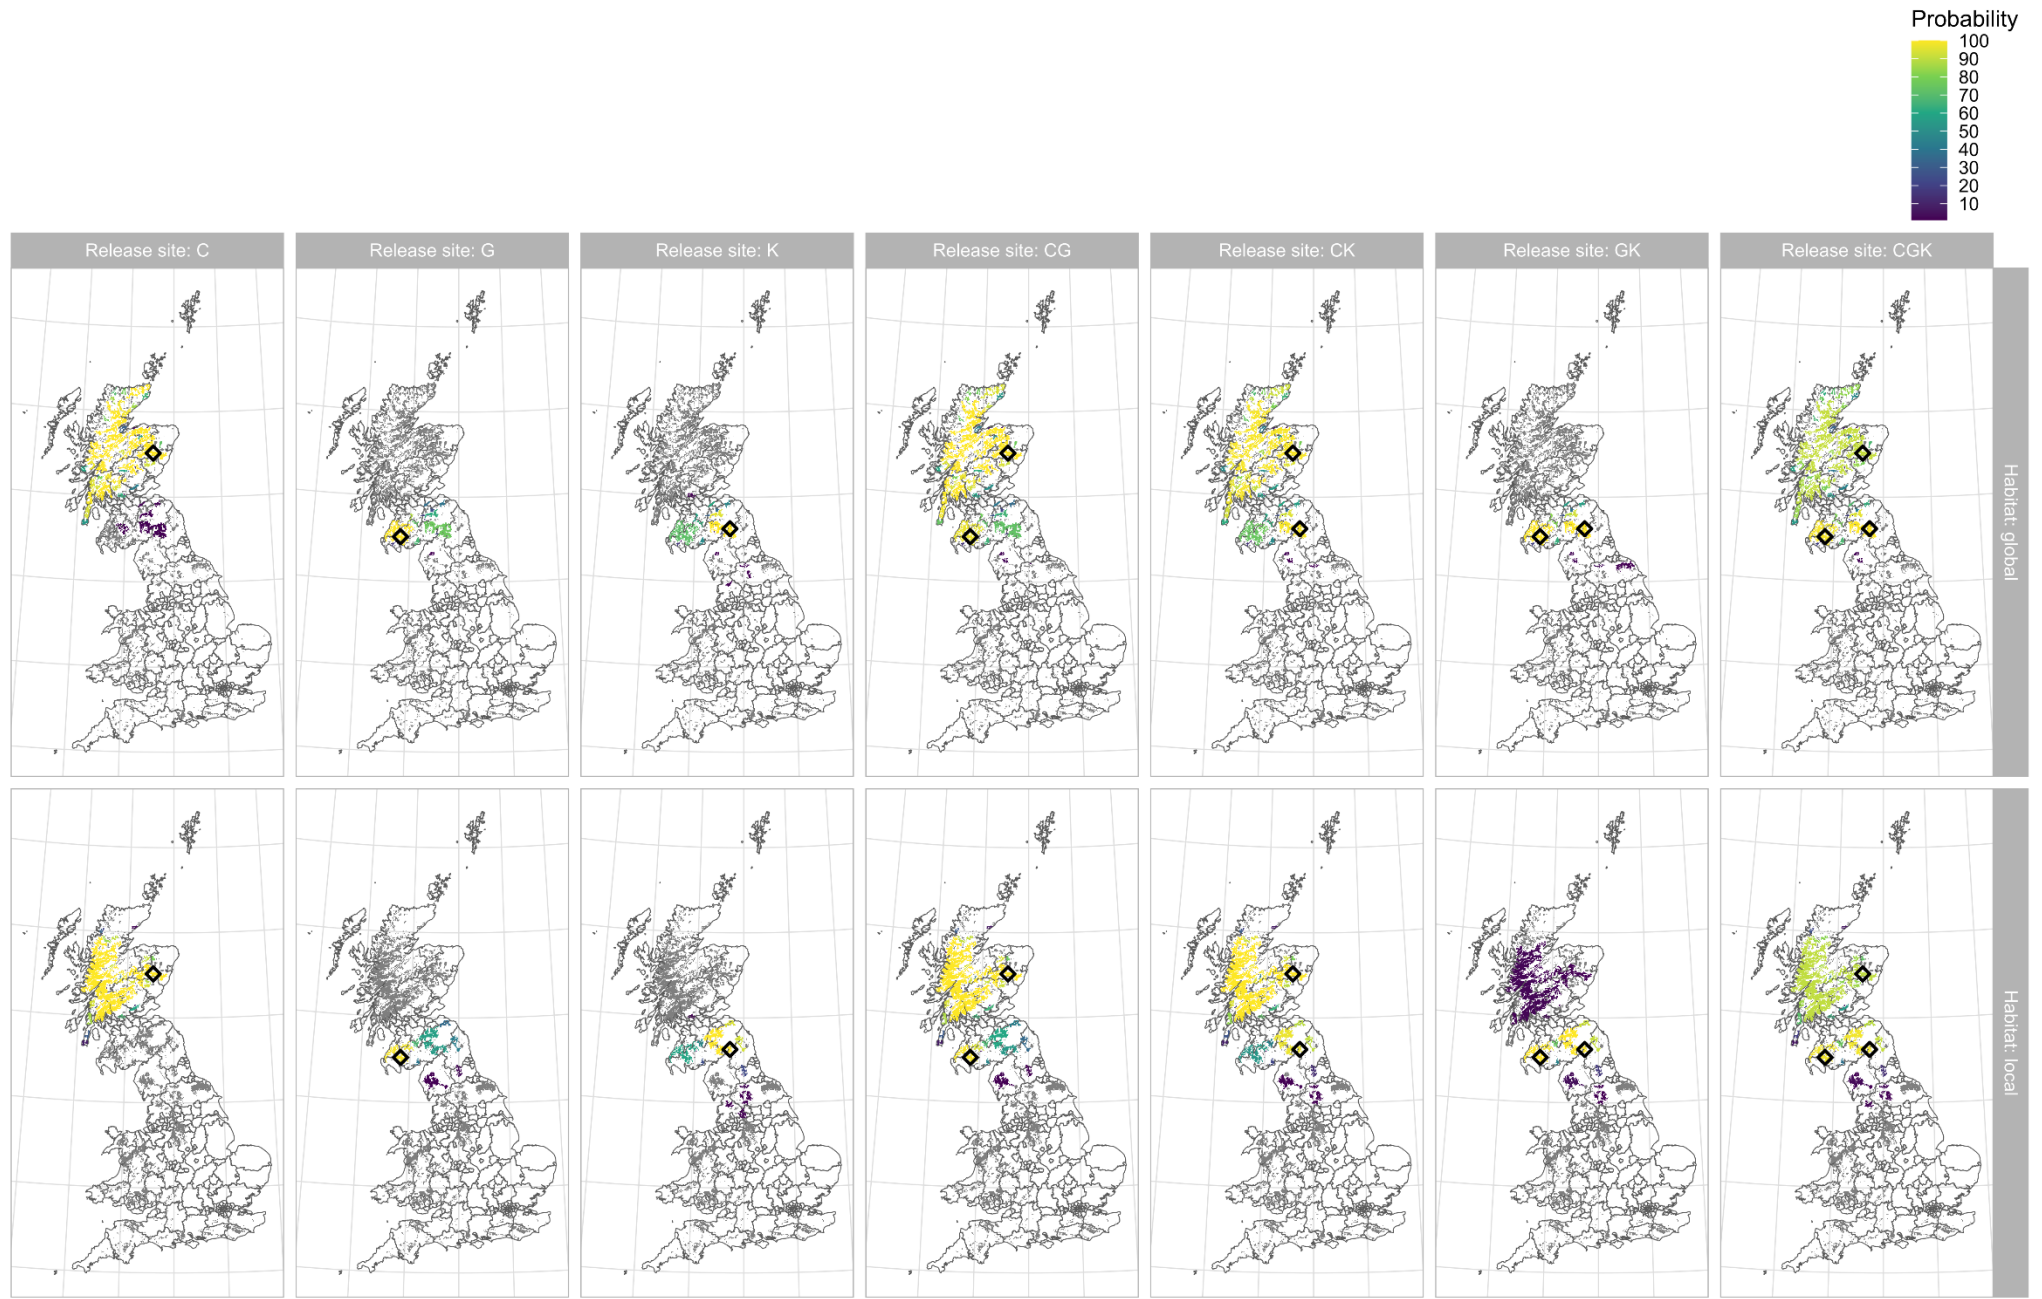 Probability
100
90
80
70
60
50
40
30
20
10
Release site: C
Release site: G
Release site: K
Release site: CG
Release site: CK
Release site: GK
Release site: CGK
Habitat: global
Habitat: local